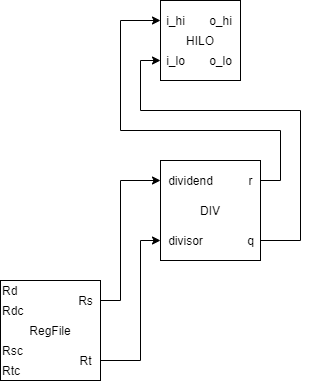 i_hi o_hi
HILO
i_lo o_lo
dividend r
DIV
divisor q
Rd
Rs
Rdc
RegFile
Rsc
Rt
Rtc